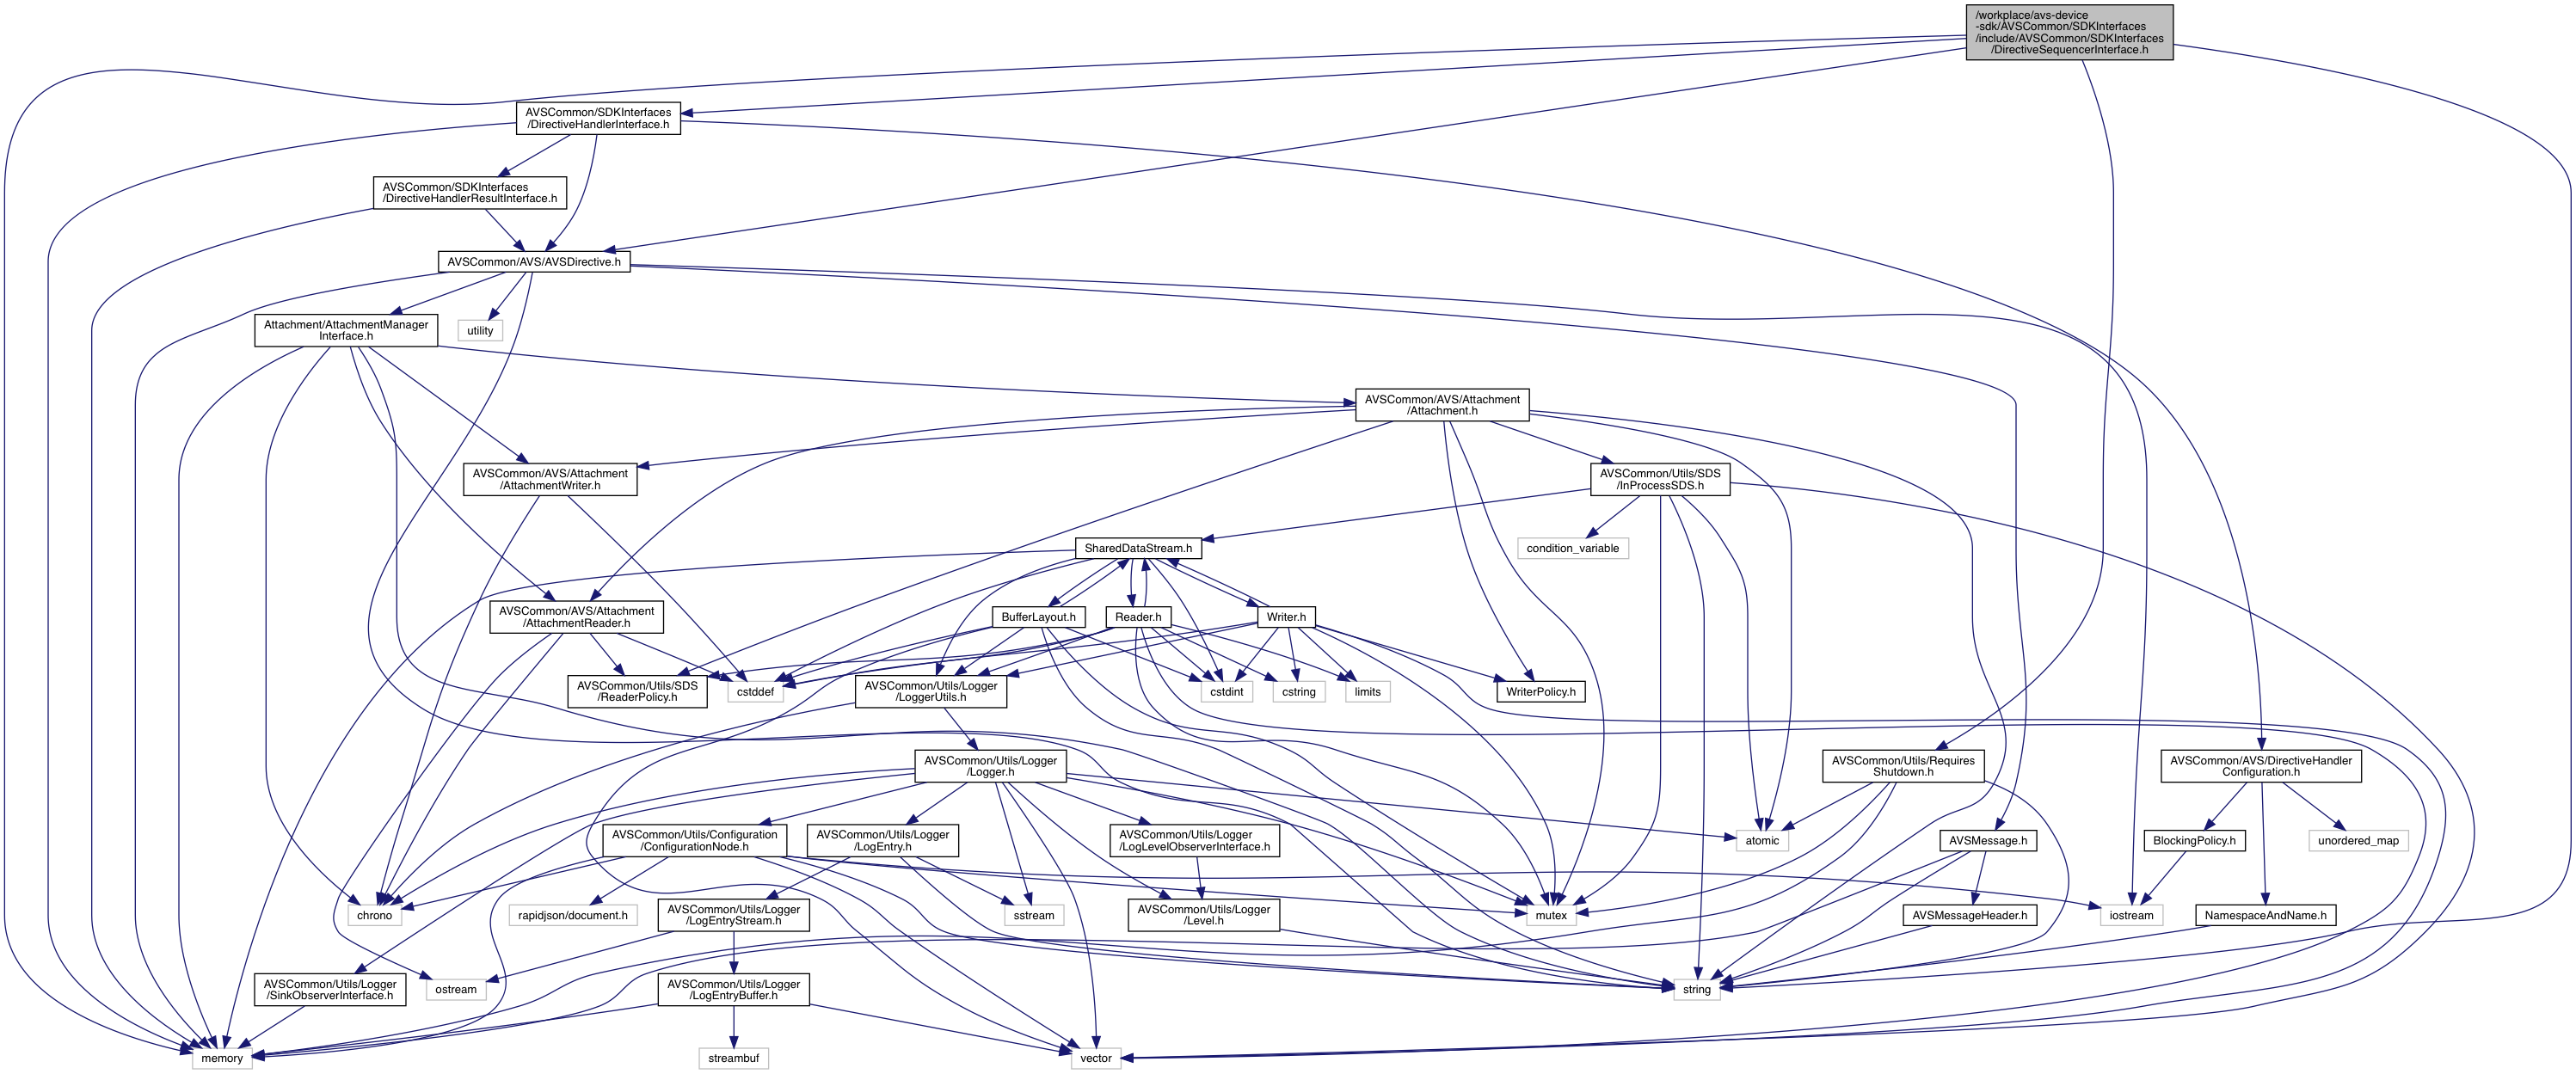 /workplace/avs-device
-sdk/AVSCommon/SDKInterfaces
/include/AVSCommon/SDKInterfaces
/DirectiveSequencerInterface.h
AVSCommon/SDKInterfaces
/DirectiveHandlerInterface.h
AVSCommon/SDKInterfaces
/DirectiveHandlerResultInterface.h
AVSCommon/AVS/AVSDirective.h
Attachment/AttachmentManager
Interface.h
utility
AVSCommon/AVS/Attachment
/Attachment.h
AVSCommon/AVS/Attachment
/AttachmentWriter.h
AVSCommon/Utils/SDS
/InProcessSDS.h
SharedDataStream.h
condition_variable
AVSCommon/AVS/Attachment
/AttachmentReader.h
BufferLayout.h
Reader.h
Writer.h
AVSCommon/Utils/SDS
/ReaderPolicy.h
cstddef
AVSCommon/Utils/Logger
/LoggerUtils.h
cstdint
cstring
limits
WriterPolicy.h
AVSCommon/Utils/Logger
/Logger.h
AVSCommon/Utils/Requires
Shutdown.h
AVSCommon/AVS/DirectiveHandler
Configuration.h
AVSCommon/Utils/Configuration
/ConfigurationNode.h
AVSCommon/Utils/Logger
/LogEntry.h
AVSCommon/Utils/Logger
/LogLevelObserverInterface.h
atomic
AVSMessage.h
BlockingPolicy.h
unordered_map
chrono
rapidjson/document.h
AVSCommon/Utils/Logger
/LogEntryStream.h
sstream
AVSCommon/Utils/Logger
/Level.h
mutex
AVSMessageHeader.h
iostream
NamespaceAndName.h
AVSCommon/Utils/Logger
/SinkObserverInterface.h
ostream
AVSCommon/Utils/Logger
/LogEntryBuffer.h
string
memory
streambuf
vector